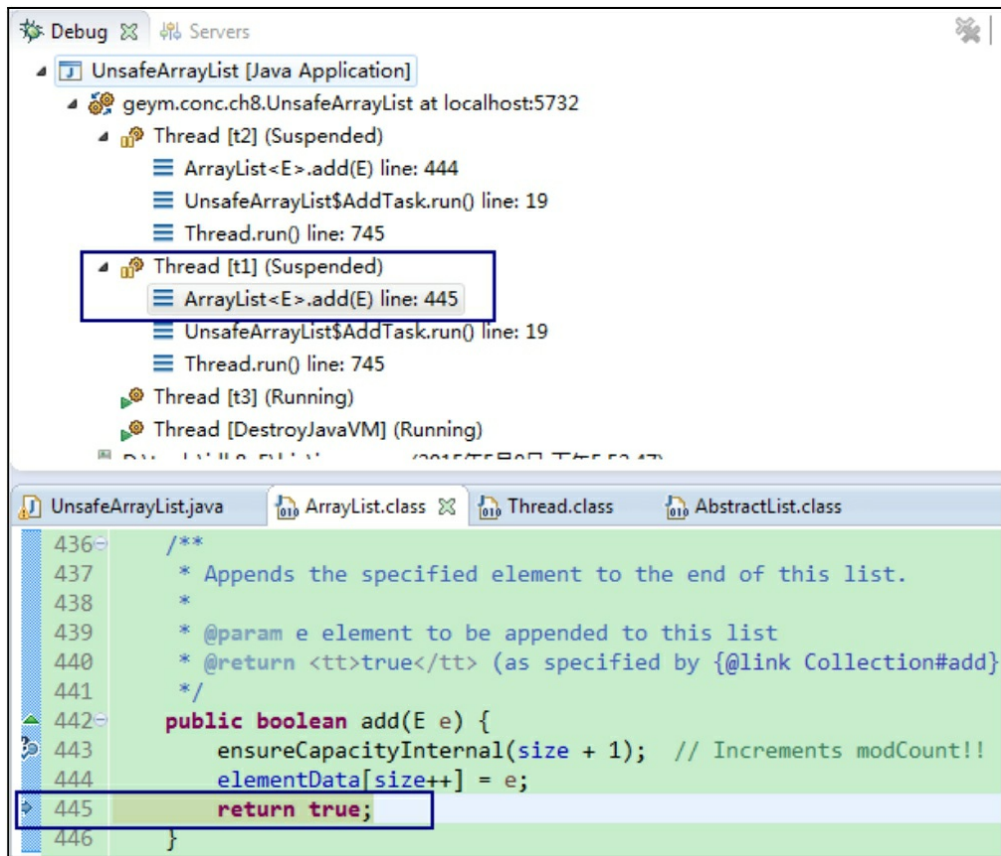 Debug Servers
UnsafeArrayList [Java Application]
geym.conc.ch8.UnsafeArrayList at localhost:5732
Thread [t2] (Suspended)
ArrayList<E>.add(E) line: 444
UnsafeArrayList$AddTask.run() line: 19
Thread.run() line: 745
Thread [t1] (Suspended)
ArrayList<E>.add(E) line: 445
UnsafeArrayList$AddTask.run() line: 19
Thread.run() line: 745
Thread [t3] (Running)
Thread [DestroyJavaVM] (Running)
UnsafeArrayList.java ArrayList.class Thread.class AbstractList.class
436 /**
437 * Appends the specified element to the end of this list.
438 *
439 * @param e element to be appended to this list
440 * @return <tt>true</tt> (as specified by {@link Collection#add}
441 */
442 public boolean add(E e) {
443 ensureCapacityInternal(size + 1); // Increments modCount!!
444 elementData[size++] = e;
445 return true;
446 }